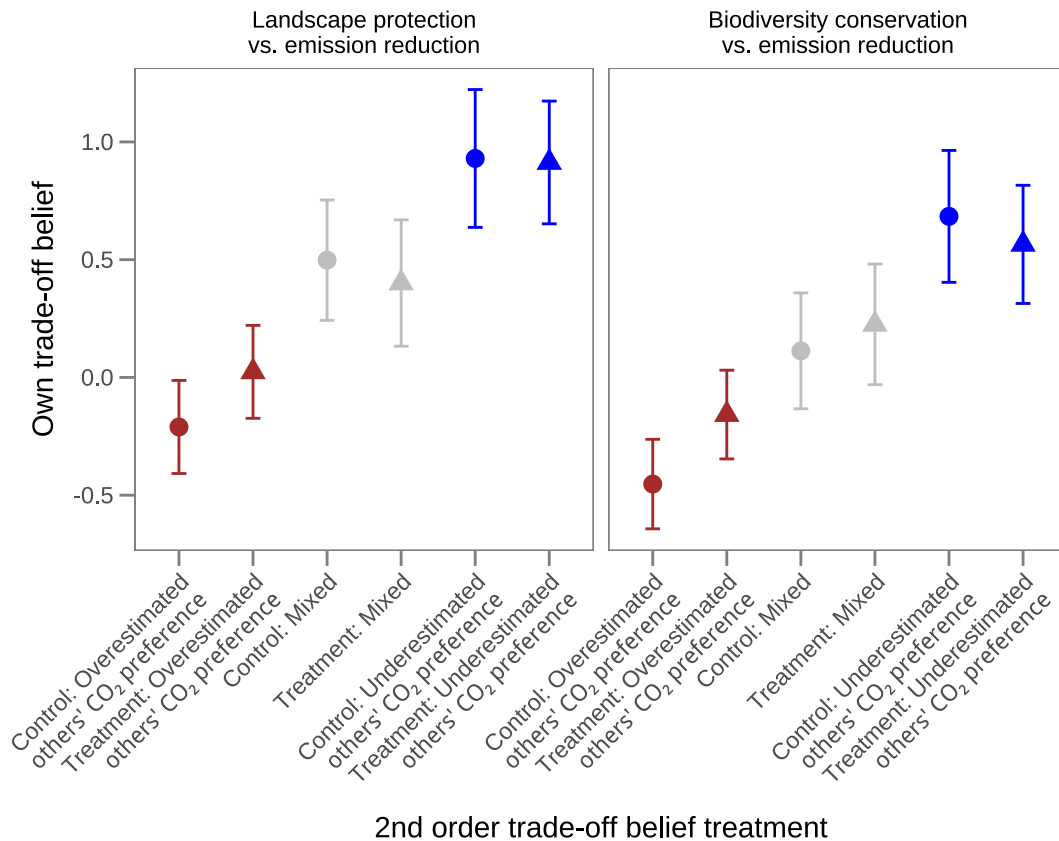 Landscape protection
vs. emission reduction
Biodiversity conservation
vs. emission reduction
Own trade-off belief
1.0
0.5
0.0
-0.5
Control: Overestimated
others' CO₂ preference
Treatment: Overestimated
others' CO₂ preference
Control: Mixed
Treatment: Mixed
Control: Underestimated
others' CO₂ preference
Treatment: Underestimated
others' CO₂ preference
Control: Overestimated
others' CO₂ preference
Treatment: Overestimated
others' CO₂ preference
Control: Mixed
Treatment: Mixed
Control: Underestimated
others' CO₂ preference
Treatment: Underestimated
others' CO₂ preference
2nd order trade-off belief treatment